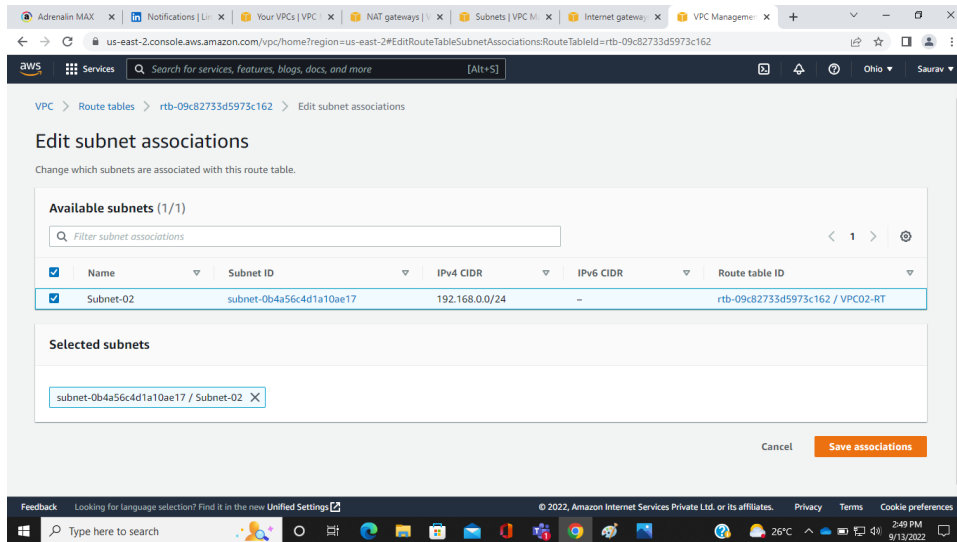 Adrenalin MAX
Notifications | Lin
Your VPCs | VPC
NAT gateways | V
Subnets | VPC M
Internet gateway
VPC Managemen
us-east-2.console.aws.amazon.com/vpc/home?region=us-east-2#EditRouteTableSubnetAssociations:RouteTableId=rtb-09c82733d5973c162
aws
Services
Search for services, features, blogs, docs, and more
[Alt+S]
Ohio
Saurav
VPC > Route tables > rtb-09c82733d5973c162 > Edit subnet associations
Edit subnet associations
Change which subnets are associated with this route table.
Available subnets (1/1)
Filter subnet associations
1
Name Subnet ID IPv4 CIDR IPv6 CIDR Route table ID
Subnet-02 subnet-0b4a56c4d1a10ae17 192.168.0.0/24 – rtb-09c82733d5973c162 / VPC02-RT
Selected subnets
subnet-0b4a56c4d1a10ae17 / Subnet-02
Cancel
Save associations
Feedback Looking for language selection? Find it in the new Unified Settings
© 2022, Amazon Internet Services Private Ltd. or its affiliates. Privacy Terms Cookie preferences
Type here to search
26°C
2:49 PM
9/13/2022